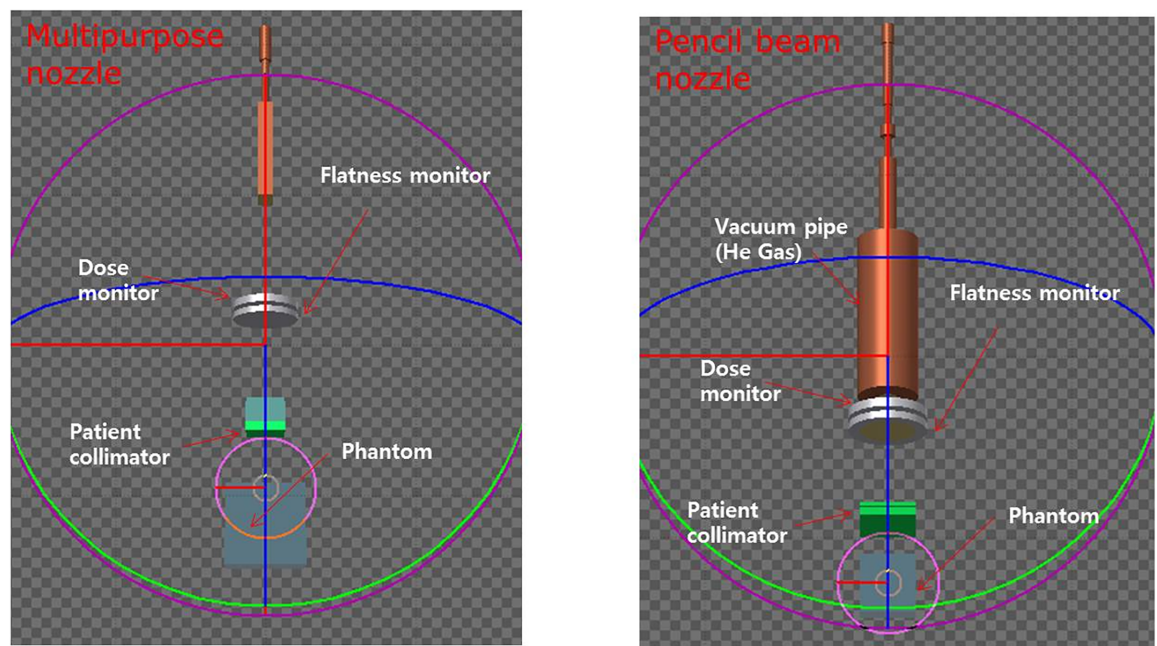 Multipurpose
nozzle
Flatness monitor
Dose
monitor
Patient
collimator
Phantom
Pencil beam
nozzle
Vacuum pipe
(He Gas)
Flatness monitor
Dose
monitor
Patient
collimator
Phantom